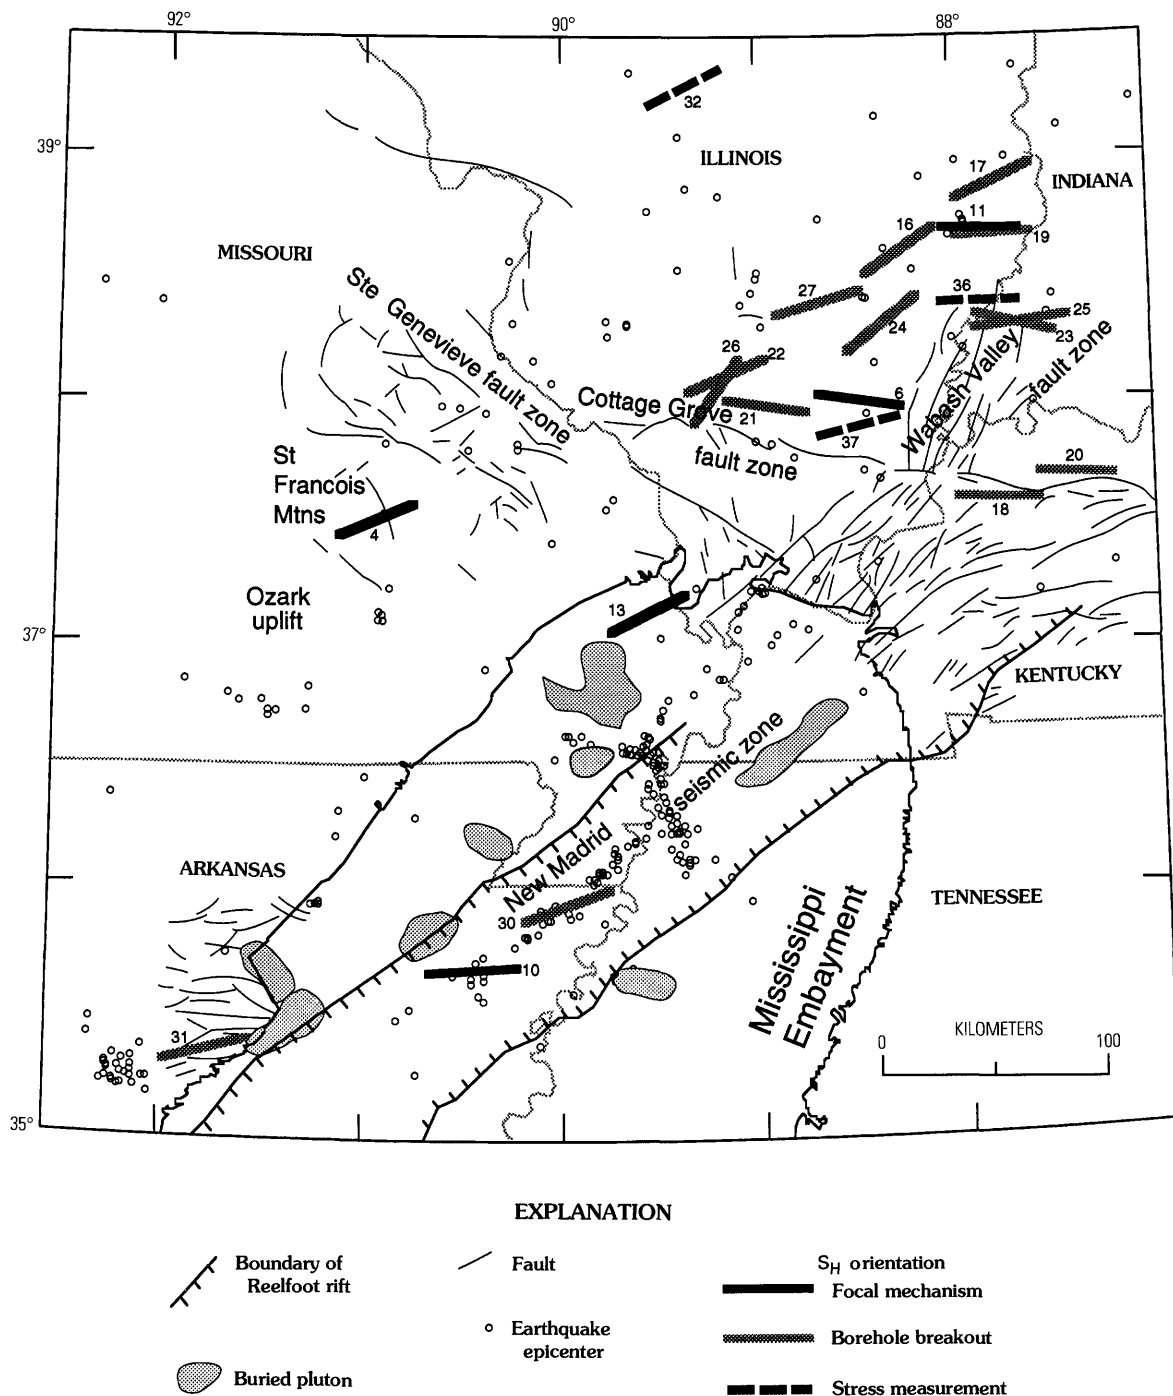 92°
90°
88°
39°
37°
35°
32
ILLINOIS
17
INDIANA
11
16
19
MISSOURI
Ste Genevieve fault zone
27
36
24
25
23
26
22
Wabash Valley
fault zone
Cottage Grove
21
6
37
fault zone
St
Francois
Mtns
4
20
18
Ozark
uplift
13
KENTUCKY
seismic zone
New Madrid
ARKANSAS
30
10
TENNESSEE
Mississippi
Embayment
31
KILOMETERS
0
100
EXPLANATION
Boundary of
Reelfoot rift
Fault
SH orientation
Focal mechanism
Earthquake
epicenter
Borehole breakout
Buried pluton
Stress measurement